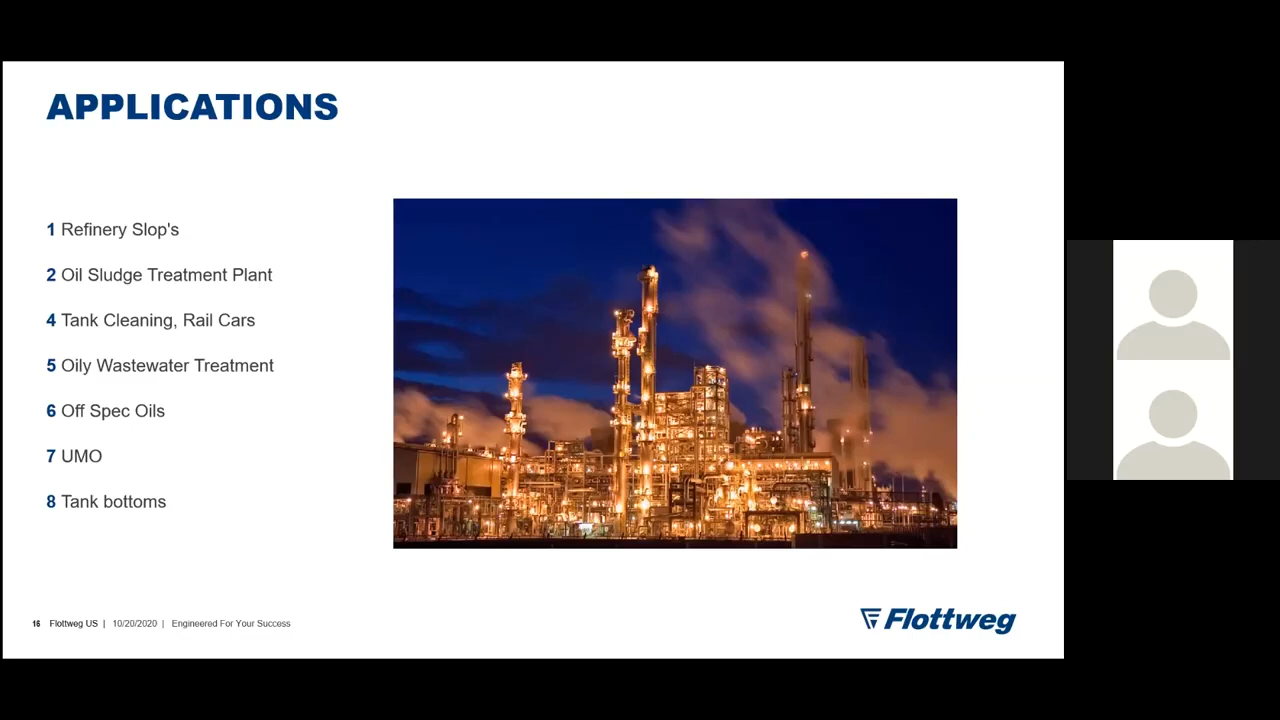 APPLICATIONS
1 Refinery Slop's
2 Oil Sludge Treatment Plant
4 Tank Cleaning, Rail Cars
5 Oily Wastewater Treatment
6 Off Spec Oils
7 UMO
8 Tank bottoms
16 Flottweg US | 10/20/2020 | Engineered For Your Success
Flottweg